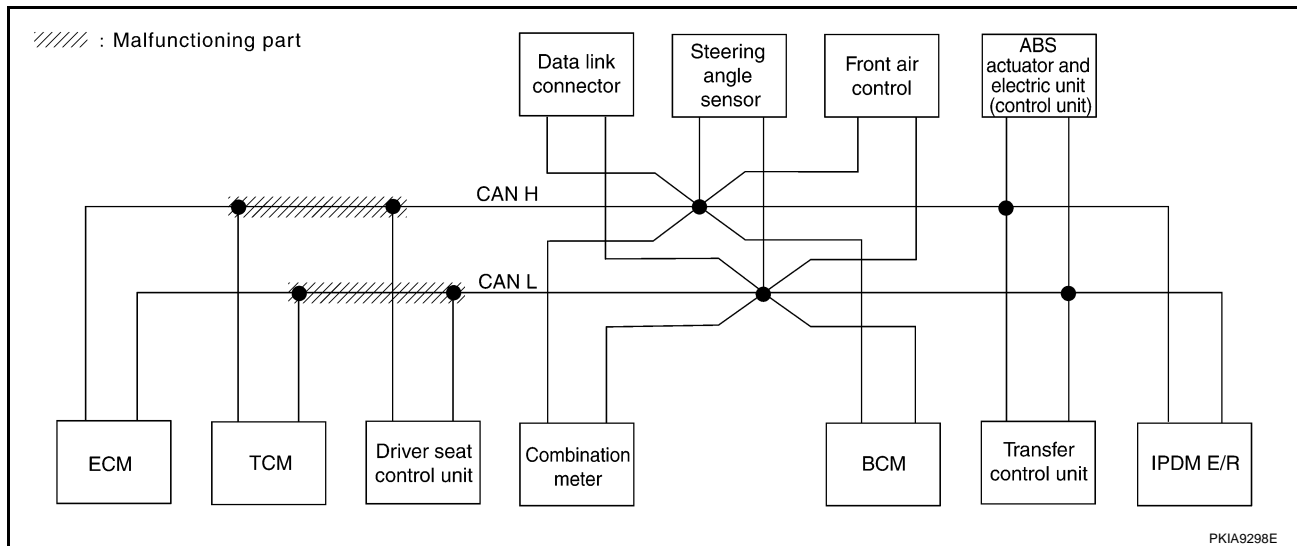 : Malfunctioning part
Data link
connector
Steering
angle
sensor
Front air
control
ABS
actuator and
electric unit
(control unit)
CAN H
CAN L
ECM
TCM
Driver seat
control unit
Combination
meter
BCM
Transfer
control unit
IPDM E/R
PKIA9298E